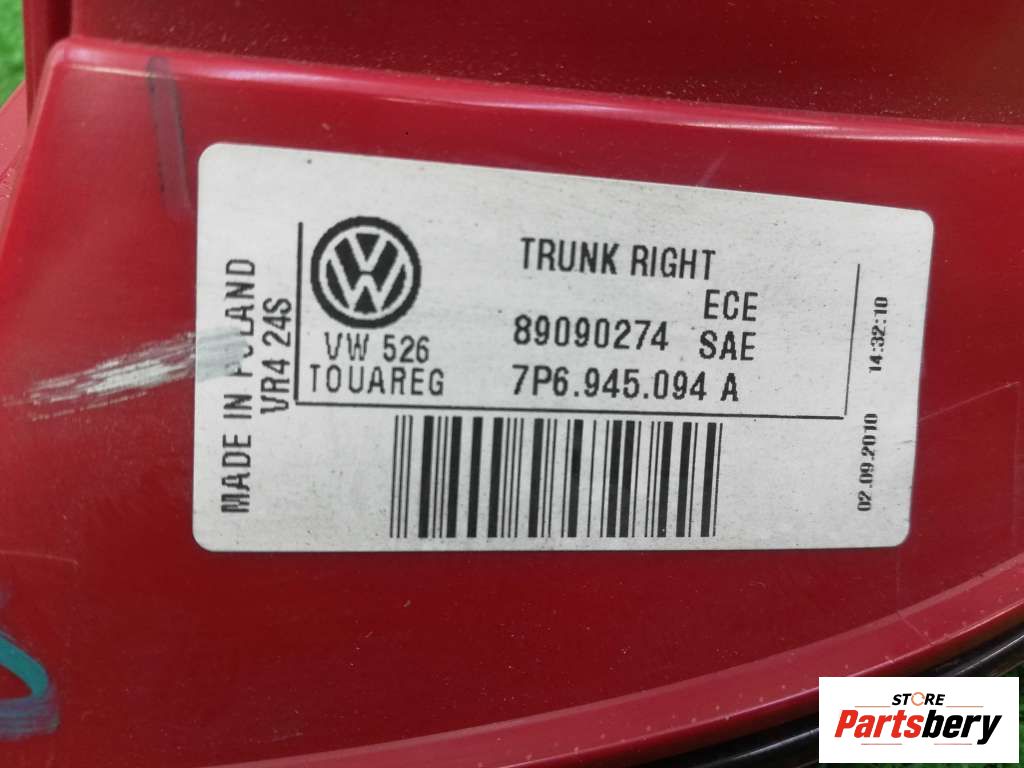 TRUNK RIGHT
ECE
89090274 SAE
7P6.945.094 A
VW 526
TOUAREG
MADE IN POLAND
VR4 24S
02.09.2010 14:32:10
STORE
Partsbery